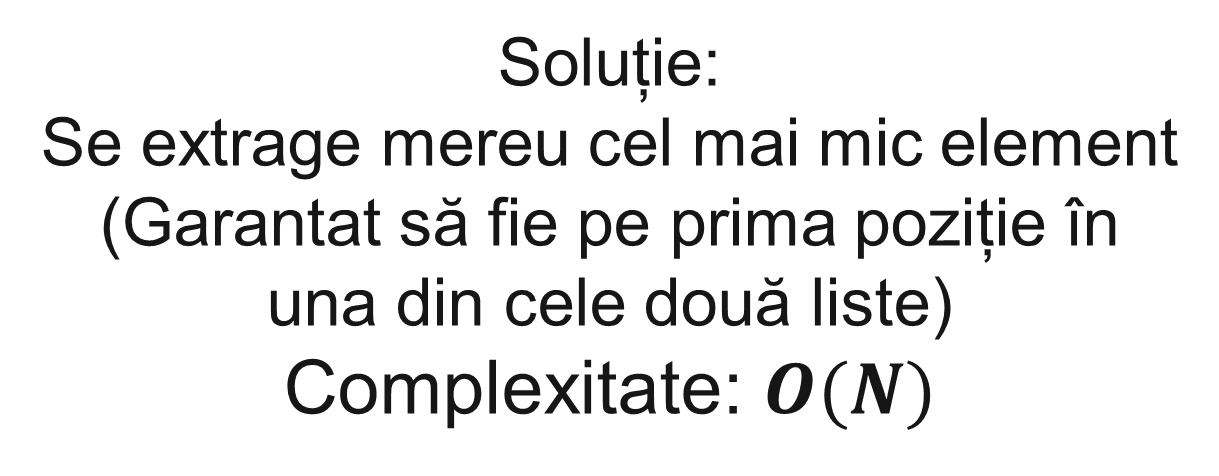 Soluție:
Se extrage mereu cel mai mic element
(Garantat să fie pe prima poziție în
una din cele două liste)
Complexitate: O(N)